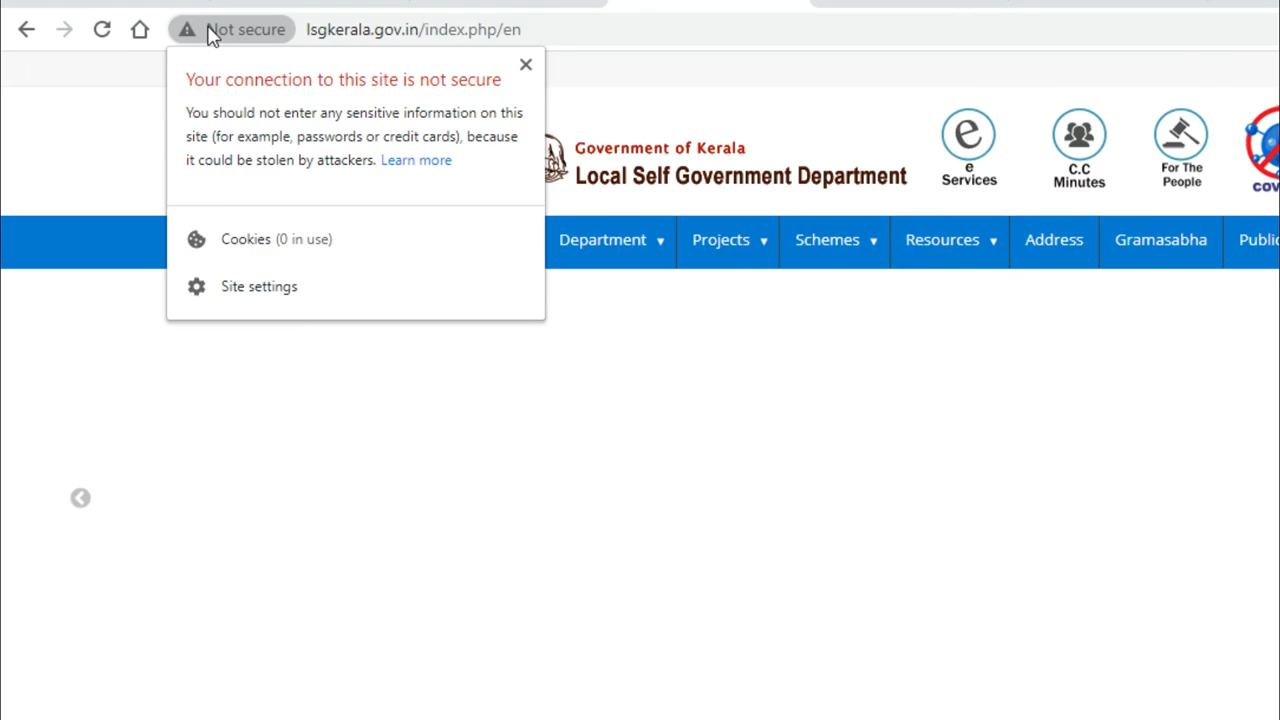 Not secure
lsgkerala.gov.in/index.php/en
Your connection to this site is not secure
You should not enter any sensitive information on this
site (for example, passwords or credit cards), because
it could be stolen by attackers. Learn more
Cookies (0 in use)
Site settings
Government of Kerala
Local Self Government Department
e
Services
C.C
Minutes
For The
People
Department
Projects
Schemes
Resources
Address
Gramasabha